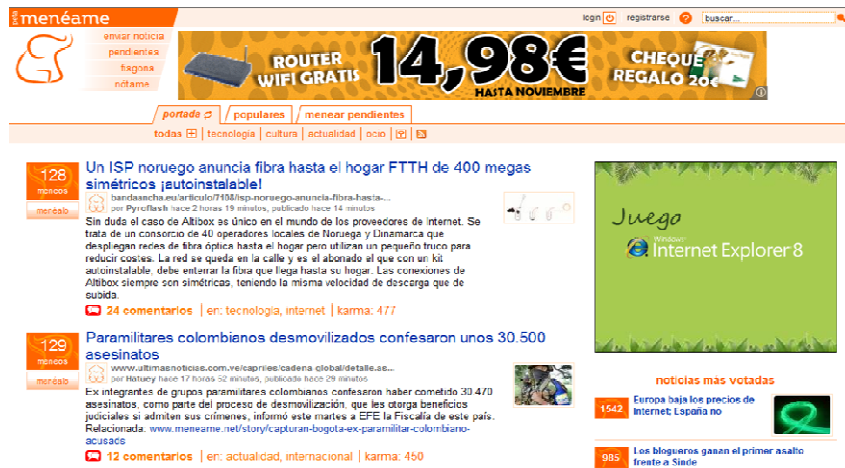 menéame
login
registrarse
buscar...
enviar noticia
pendientes
fisgona
nótame
ROUTER
WIFI GRATIS
14,98€
HASTA NOVIEMBRE
CHEQUE
REGALO 20€
portada
populares
menear pendientes
todas
tecnología
cultura
actualidad
ocio
128
meneos
menéalo
Un ISP noruego anuncia fibra hasta el hogar FTTH de 400 megas
simétricos ¡autoinstalable!
bandaancha.eu/articulo/7104/isp-noruego-anuncia-fibra-hasta-...
por Pyroflash hace 2 horas 19 minutos, publicado hace 14 minutos
Sin duda el caso de Altibox es único en el mundo de los proveedores de Internet. Se
trata de un consorcio de 40 operadores locales de Noruega y Dinamarca que
despliegan redes de fibra óptica hasta el hogar pero utilizan un pequeño truco para
reducir costes. La red se queda en la calle y es el abonado el que con un kit
autoinstalable, debe enterrar la fibra que llega hasta su hogar. Las conexiones de
Altibox siempre son simétricas, teniendo la misma velocidad de descarga que de
subida.
24 comentarios | en: tecnología, internet | karma: 477
129
meneos
menéalo
Paramilitares colombianos desmovilizados confesaron unos 30.500
asesinatos
www.ultimasnoticias.com.ve/capriles/cadena-global/detalle.as...
por Hatuey hace 17 horas 52 minutos, publicado hace 29 minutos
Ex integrantes de grupos paramilitares colombianos confesaron haber cometido 30.470
asesinatos, como parte del proceso de desmovilización, que les otorga beneficios
judiciales si admiten sus crímenes, informó este martes a EFE la Fiscalía de este país.
Relacionada: www.meneame.net/story/capturan-bogota-ex-paramilitar-colombiano-
acusads
12 comentarios | en: actualidad, internacional | karma: 450
Juego
Windows
Internet Explorer 8
noticias más votadas
1542
Europa baja los precios de
Internet; España no
985
Los blogueros ganan el primer asalto
frente a Sinde